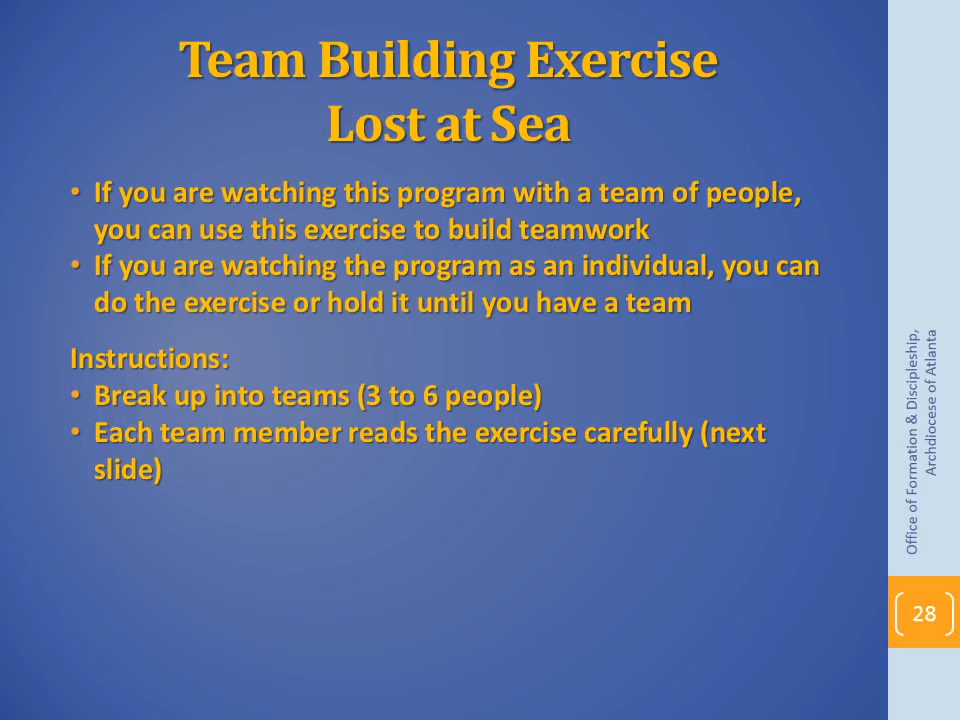 Team Building Exercise
Lost at Sea
• If you are watching this program with a team of people,
you can use this exercise to build teamwork
• If you are watching the program as an individual, you can
do the exercise or hold it until you have a team
Instructions:
• Break up into teams (3 to 6 people)
• Each team member reads the exercise carefully (next
slide)
Office of Formation & Discipleship,
Archdiocese of Atlanta
28